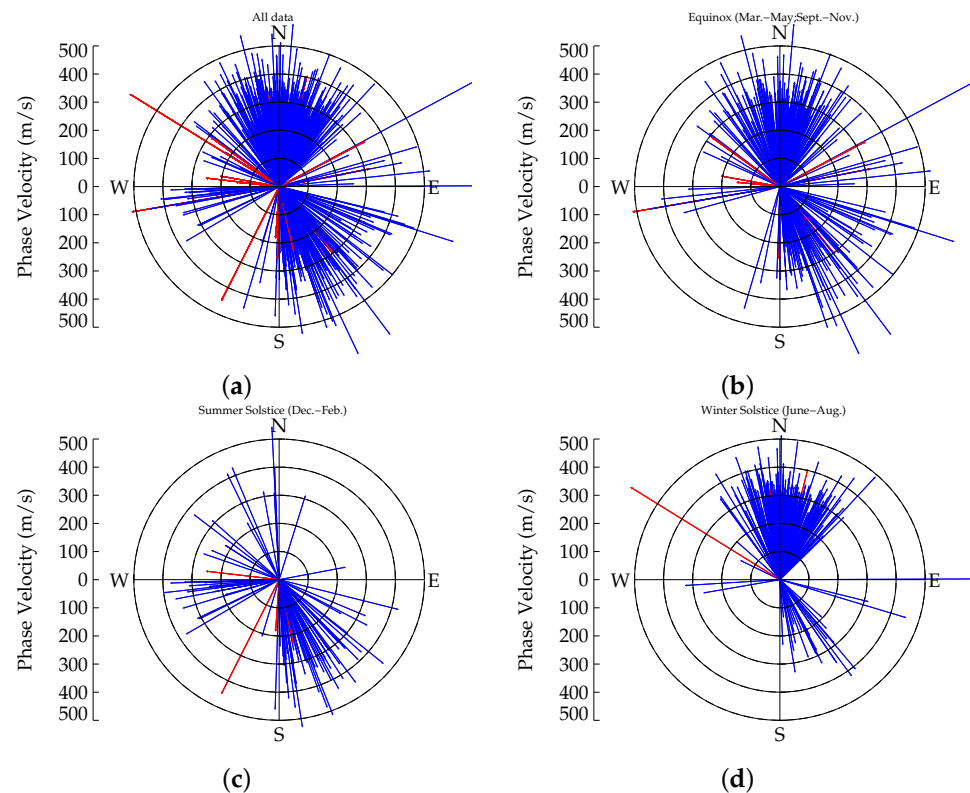 All data
N
500
400
300
200
100
0
100
200
300
400
500
Phase Velocity (m/s)
W
E
S
(a)
Equinox (Mar.−May;Sept.−Nov.)
N
500
400
300
200
100
0
100
200
300
400
500
Phase Velocity (m/s)
W
E
S
(b)
Summer Solstice (Dec.−Feb.)
N
500
400
300
200
100
0
100
200
300
400
500
Phase Velocity (m/s)
W
E
S
(c)
Winter Solstice (June−Aug.)
N
500
400
300
200
100
0
100
200
300
400
500
Phase Velocity (m/s)
W
E
S
(d)